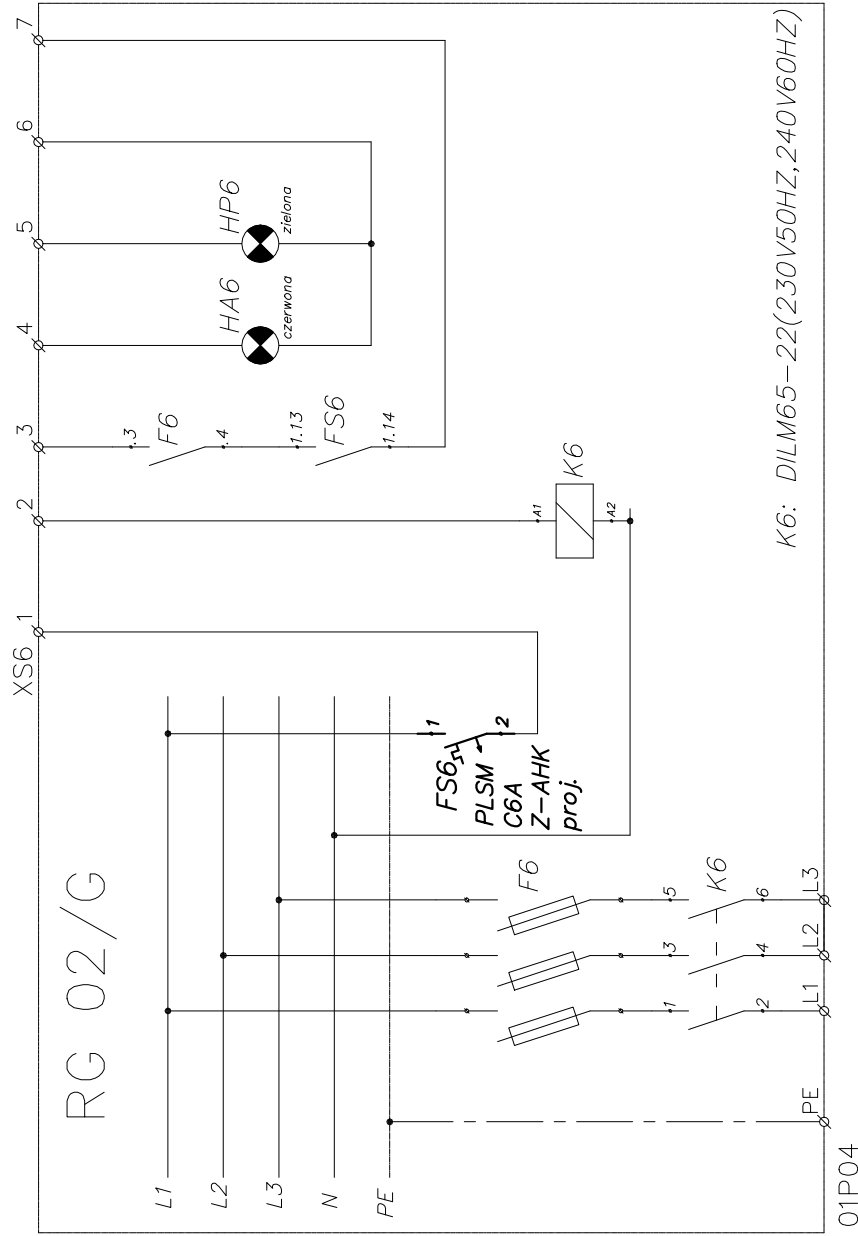 XS6 1 2 3 4 5 6 7
RG 02/G
L1
L2
L3
N
PE
.3
F6
.4
1.13
FS6
1.14
HA6
czerwona
HP6
zielona
1
FS6
2
PLSM
C6A
Z-AHK
proj.
A1
K6
A2
F6
1 3 5
K6
2 4 6
PE L1 L2 L3
01P04
K6: DILM65-22(230V50HZ,240V60HZ)